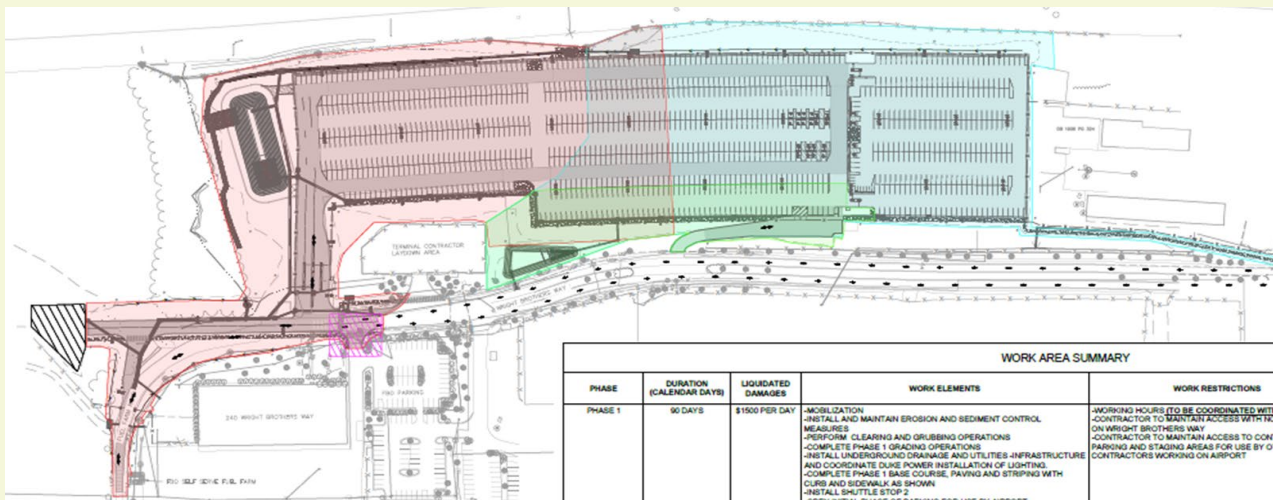 TERMINAL CONTRACTOR
LAYDOWN AREA
WRIGHT BROTHERS WAY
FBO PARKING
240 WRIGHT BROTHERS WAY
FBO SELF SERVE FUEL FARM
WORK AREA SUMMARY
PHASE
DURATION
(CALENDAR DAYS)
LIQUIDATED
DAMAGES
WORK ELEMENTS
WORK RESTRICTIONS
PHASE 1
90 DAYS
$1500 PER DAY
-MOBILIZATION
-INSTALL AND MAINTAIN EROSION AND SEDIMENT CONTROL
MEASURES
-PERFORM CLEARING AND GRUBBING OPERATIONS
-COMPLETE PHASE 1 GRADING OPERATIONS
-INSTALL UNDERGROUND DRAINAGE AND UTILITIES -INFRASTRUCTURE
AND COORDINATE DUKE POWER INSTALLATION OF LIGHTING.
-COMPLETE PHASE 1 BASE COURSE, PAVING AND STRIPING WITH
CURB AND SIDEWALK AS SHOWN
-INSTALL SHUTTLE STOP 2
-WORKING HOURS (TO BE COORDINATED WIT
-CONTRACTOR TO MAINTAIN ACCESS WITH NO
ON WRIGHT BROTHERS WAY
-CONTRACTOR TO MAINTAIN ACCESS TO CON
PARKING AND STAGING AREAS FOR USE BY O
CONTRACTORS WORKING ON AIRPORT